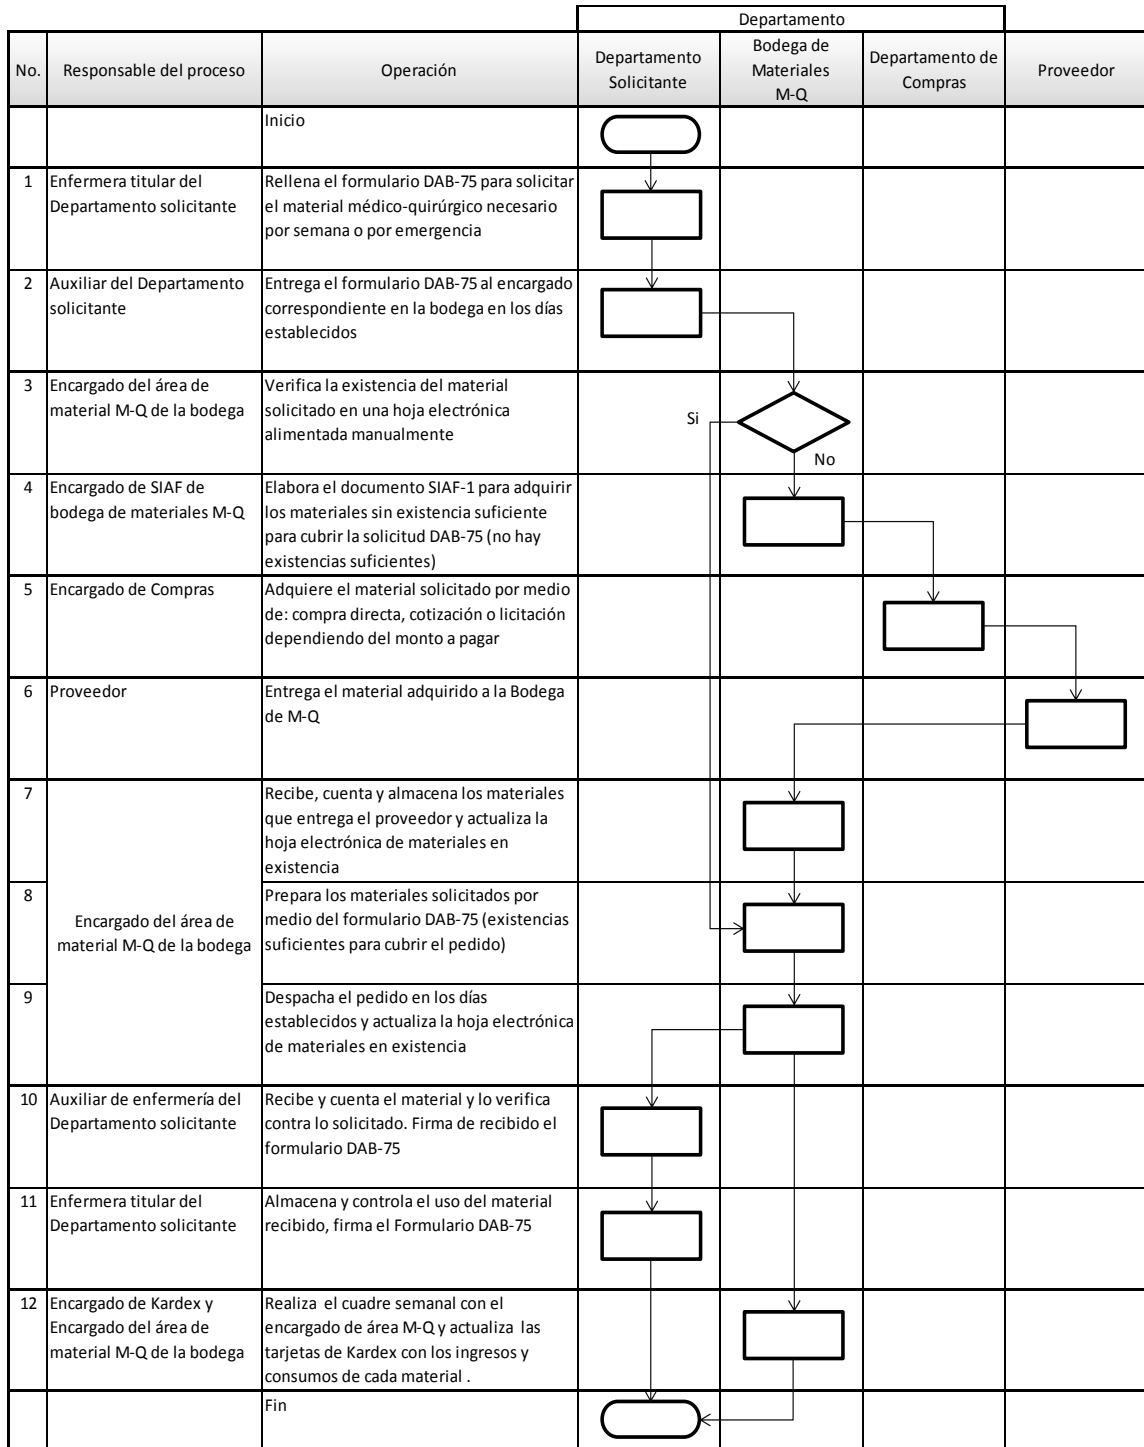 Departamento
No.
Responsable del proceso
Operación
Departamento
Solicitante
Bodega de
Materiales
M-Q
Departamento de
Compras
Proveedor
Inicio
1
Enfermera titular del
Departamento solicitante
Rellena el formulario DAB-75 para solicitar
el material médico-quirúrgico necesario
por semana o por emergencia
2
Auxiliar del Departamento
solicitante
Entrega el formulario DAB-75 al encargado
correspondiente en la bodega en los días
establecidos
3
Encargado del área de
material M-Q de la bodega
Verifica la existencia del material
solicitado en una hoja electrónica
alimentada manualmente
Si
No
4
Encargado de SIAF de
bodega de materiales M-Q
Elabora el documento SIAF-1 para adquirir
los materiales sin existencia suficiente
para cubrir la solicitud DAB-75 (no hay
existencias suficientes)
5
Encargado de Compras
Adquiere el material solicitado por medio
de: compra directa, cotización o licitación
dependiendo del monto a pagar
6
Proveedor
Entrega el material adquirido a la Bodega
de M-Q
7
Recibe, cuenta y almacena los materiales
que entrega el proveedor y actualiza la
hoja electrónica de materiales en
existencia
8
Encargado del área de
material M-Q de la bodega
Prepara los materiales solicitados por
medio del formulario DAB-75 (existencias
suficientes para cubrir el pedido)
9
Despacha el pedido en los días
establecidos y actualiza la hoja electrónica
de materiales en existencia
10
Auxiliar de enfermería del
Departamento solicitante
Recibe y cuenta el material y lo verifica
contra lo solicitado. Firma de recibido el
formulario DAB-75
11
Enfermera titular del
Departamento solicitante
Almacena y controla el uso del material
recibido, firma el Formulario DAB-75
12
Encargado de Kardex y
Encargado del área de
material M-Q de la bodega
Realiza el cuadre semanal con el
encargado de área M-Q y actualiza las
tarjetas de Kardex con los ingresos y
consumos de cada material .
Fin